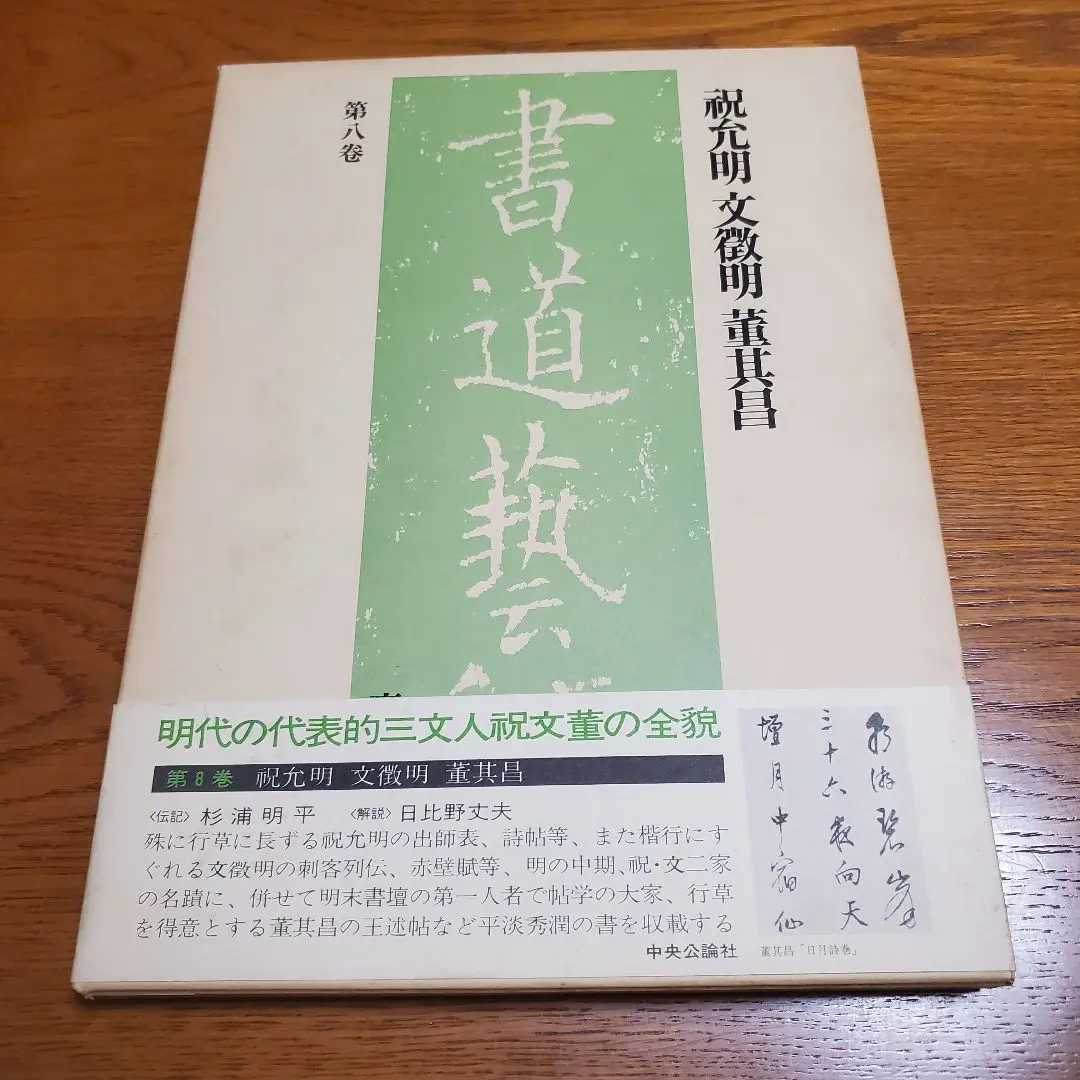 祝允明 文徵明 董其昌
書道藝
第八卷
明代の代表的三文人祝文董の全貌
第8巻 祝允明 文徴明 董其昌
〈伝記〉杉浦明平 〈解説〉日比野丈夫
殊に行草に長ずる祝允明の出師表、詩帖等、また楷行にす
ぐれる文徴明の刺客列伝、赤壁賦等、明の中期、祝・文二家
の名蹟に、併せて明末書壇の第一人者で帖学の大家、行草
を得意とする董其昌の王述帖など平淡秀潤の書を収載する
中央公論社
三十六夜向天
壇月中宿仙
董其昌「日月詩巻」